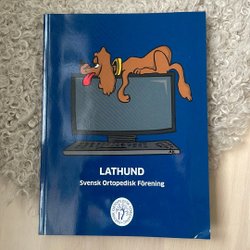 LATHUND
Svensk Ortopedisk Förening